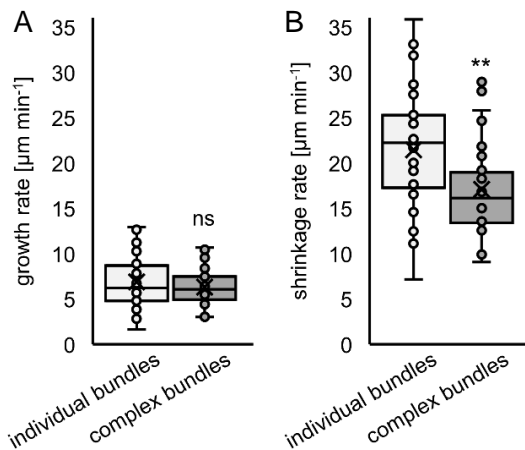 A
growth rate [µm min⁻¹]
35
30
25
20
15
10
5
0
ns
individual bundles
complex bundles
B
shrinkage rate [µm min⁻¹]
35
30
25
20
15
10
5
0
**
individual bundles
complex bundles